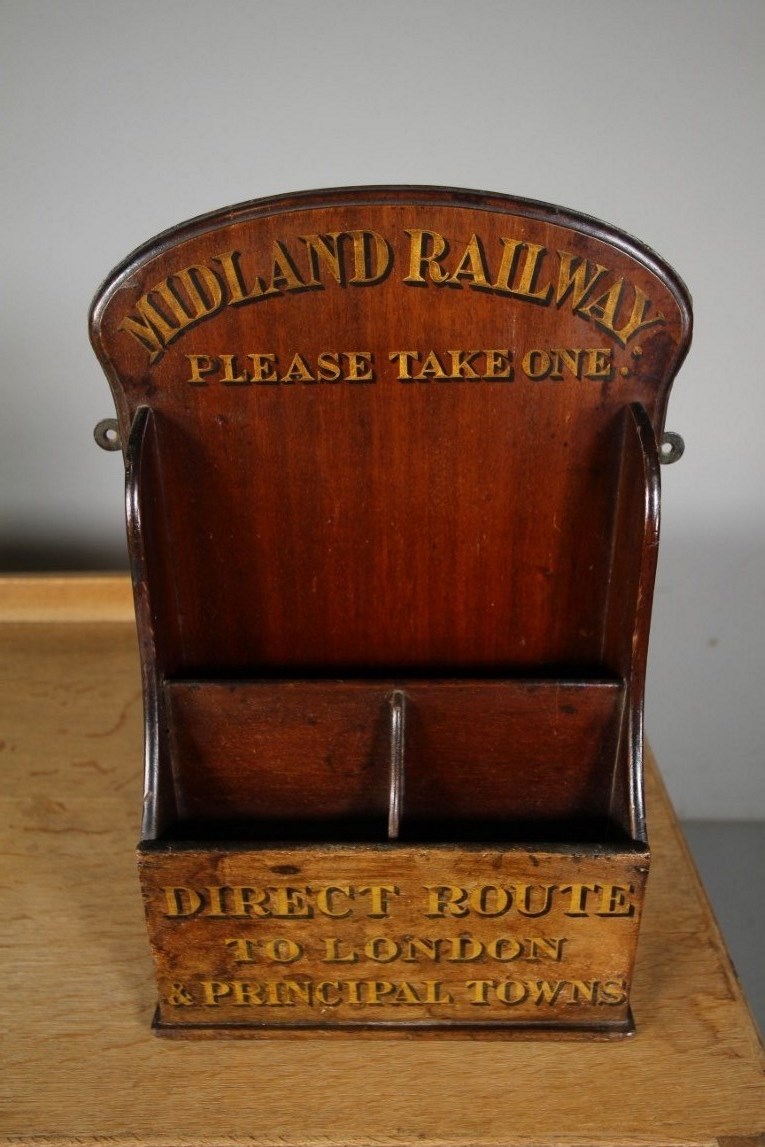 MIDLAND RAILWAY
PLEASE TAKE ONE.
DIRECT ROUTE
TO LONDON
& PRINCIPAL TOWNS